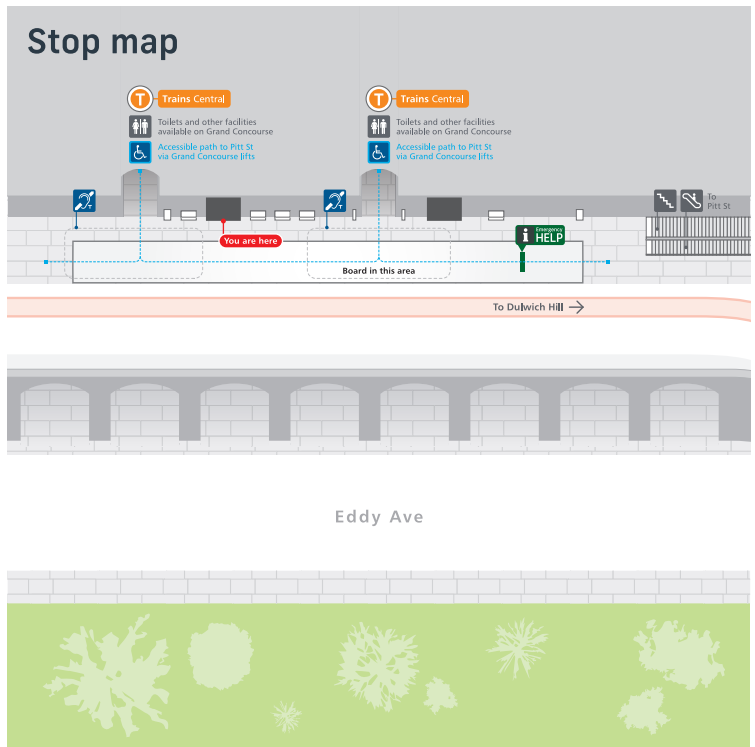 Stop map
T Trains Central
Toilets and other facilities
available on Grand Concourse
Accessible path to Pitt St
via Grand Concourse lifts
T Trains Central
Toilets and other facilities
available on Grand Concourse
Accessible path to Pitt St
via Grand Concourse lifts
T
T
To
Pitt St
You are here
i Emergency
HELP
Board in this area
To Dulwich Hill →
Eddy Ave